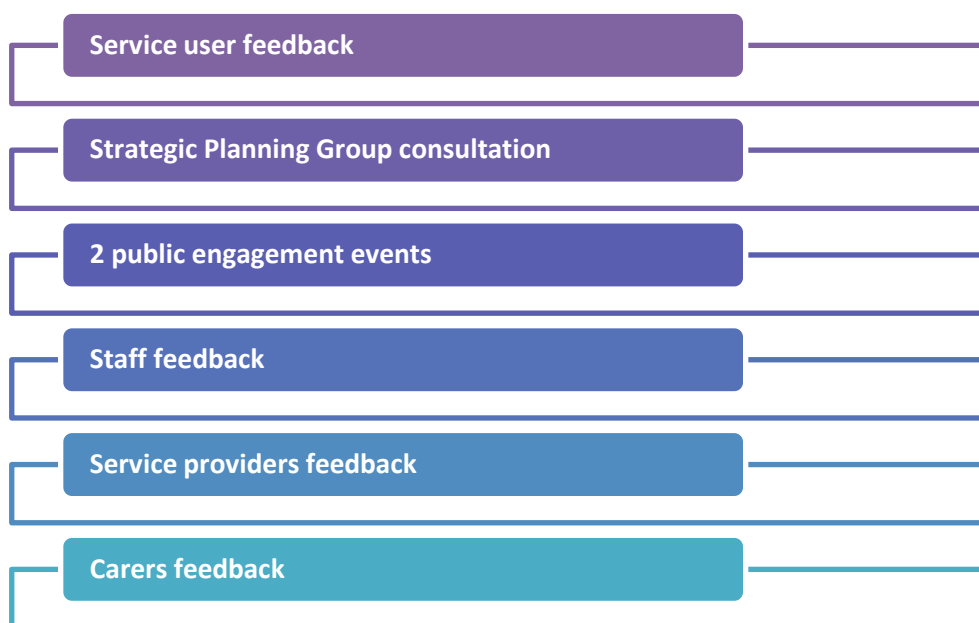 Service user feedback
Strategic Planning Group consultation
2 public engagement events
Staff feedback
Service providers feedback
Carers feedback